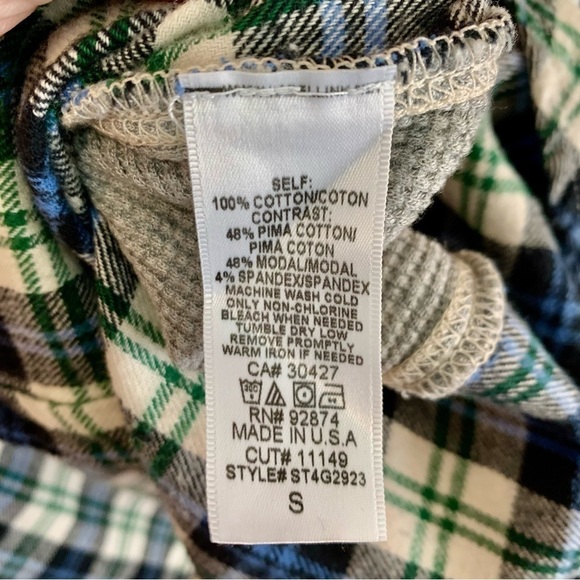 SELF:
100% COTTON/COTON
CONTRAST:
48% PIMA COTTON/
PIMA COTON
48% MODAL/MODAL
4% SPANDEX/SPANDEX
MACHINE WASH COLD
ONLY NON-CHLORINE
BLEACH WHEN NEEDED
TUMBLE DRY LOW
REMOVE PROMPTLY
WARM IRON IF NEEDED
CA# 30427
RN# 92874
MADE IN U.S.A
CUT# 11149
STYLE# ST4G2923
S